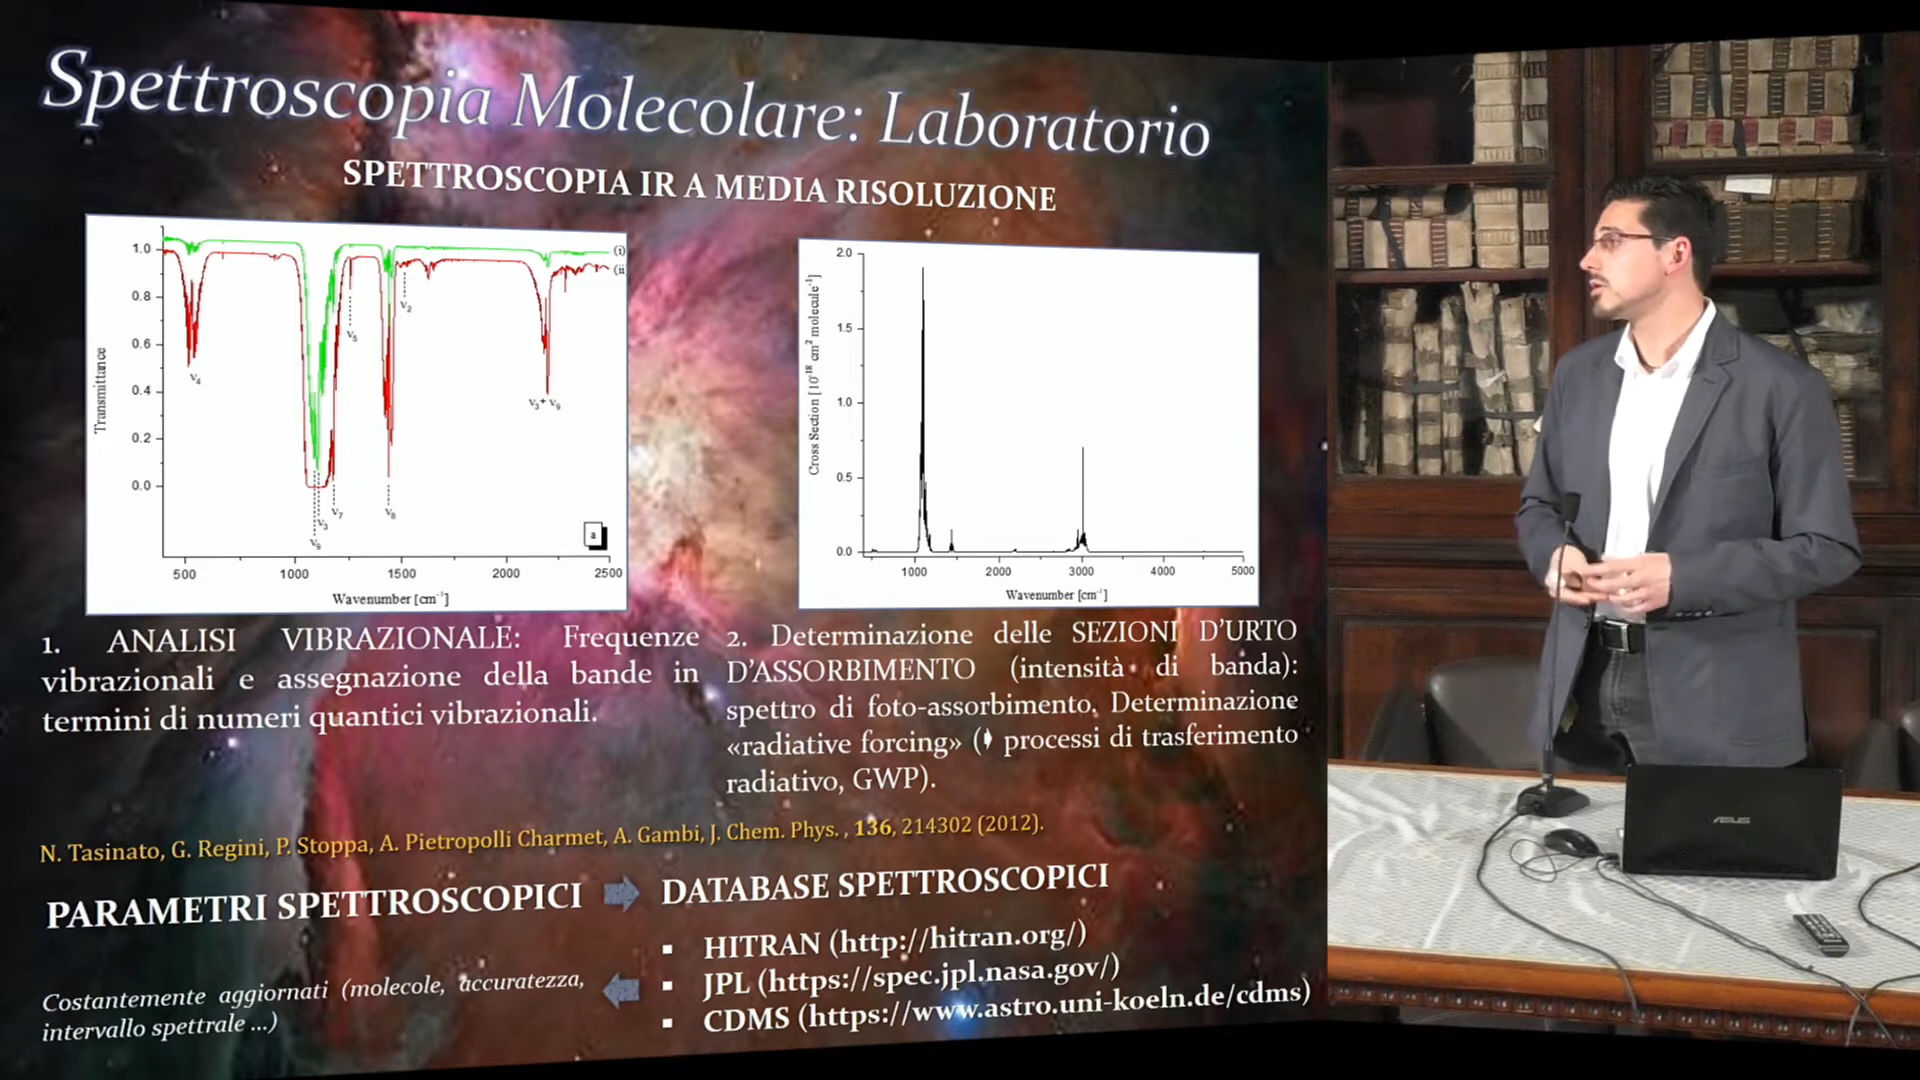 Spettroscopia Molecolare: Laboratorio
SPETTROSCOPIA IR A MEDIA RISOLUZIONE
1.0
0.8
0.6
0.4
0.2
0.0
Transmittance
(i)
(ii)
ν4
ν9
ν3
ν7
ν5
ν8
ν2
ν3+ ν9
a
500
1000
1500
2000
2500
Wavenumber [cm⁻¹]
2.0
1.5
1.0
0.5
0.0
Cross Section [10⁻¹⁸ cm² molecule⁻¹]
1000
2000
3000
4000
5000
Wavenumber [cm⁻¹]
1. ANALISI VIBRAZIONALE: Frequenze
vibrazionali e assegnazione della bande in
termini di numeri quantici vibrazionali.
2. Determinazione delle SEZIONI D’URTO
D’ASSORBIMENTO (intensità di banda):
spettro di foto-assorbimento. Determinazione
«radiative forcing» (➧ processi di trasferimento
radiativo, GWP).
N. Tasinato, G. Regini, P. Stoppa, A. Pietropolli Charmet, A. Gambi, J. Chem. Phys. , 136, 214302 (2012).
PARAMETRI SPETTROSCOPICI
DATABASE SPETTROSCOPICI
▪ HITRAN (http://hitran.org/)
▪ JPL (https://spec.jpl.nasa.gov/)
▪ CDMS (https://www.astro.uni-koeln.de/cdms)
Costantemente aggiornati (molecole, accuratezza,
intervallo spettrale ...)
ASUS